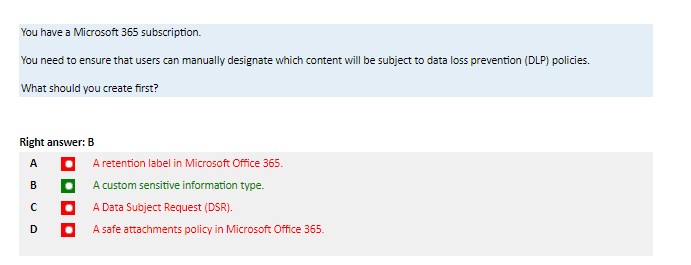 You have a Microsoft 365 subscription.
You need to ensure that users can manually designate which content will be subject to data loss prevention (DLP) policies.
What should you create first?
Right answer: B
A A retention label in Microsoft Office 365.
B A custom sensitive information type.
C A Data Subject Request (DSR).
D A safe attachments policy in Microsoft Office 365.